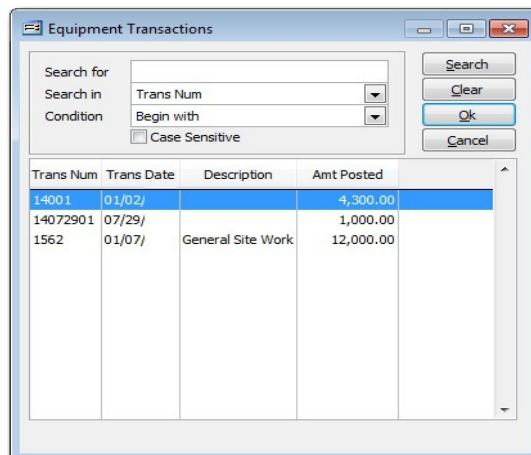 Equipment Transactions
Search for
Search in Trans Num
Condition Begin with
Case Sensitive
Search
Clear
Ok
Cancel
Trans Num Trans Date Description Amt Posted
14001 01/02/ 4,300.00
14072901 07/29/ 1,000.00
1562 01/07/ General Site Work 12,000.00